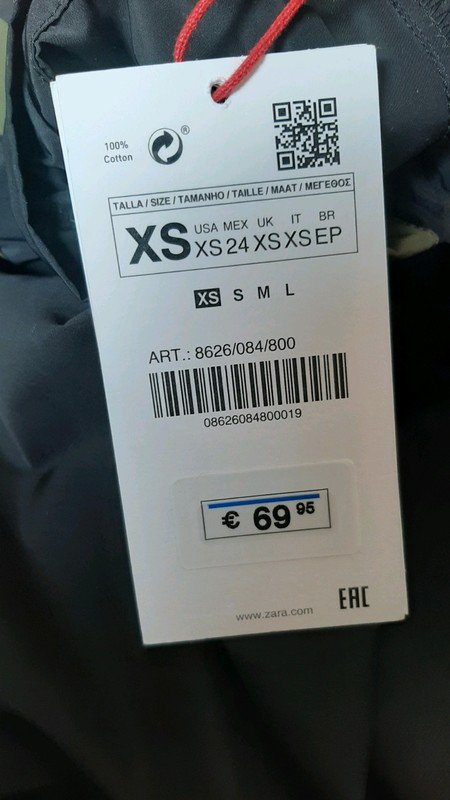 100%
Cotton
®
TALLA / SIZE / TAMANHO / TAILLE / MAAT / ΜΕΓΕΘΟΣ
XS
USA MEX UK IT BR
XS 24 XS XS EP
XS S M L
ART.: 8626/084/800
08626084800019
€ 69 95
www.zara.com
EAC